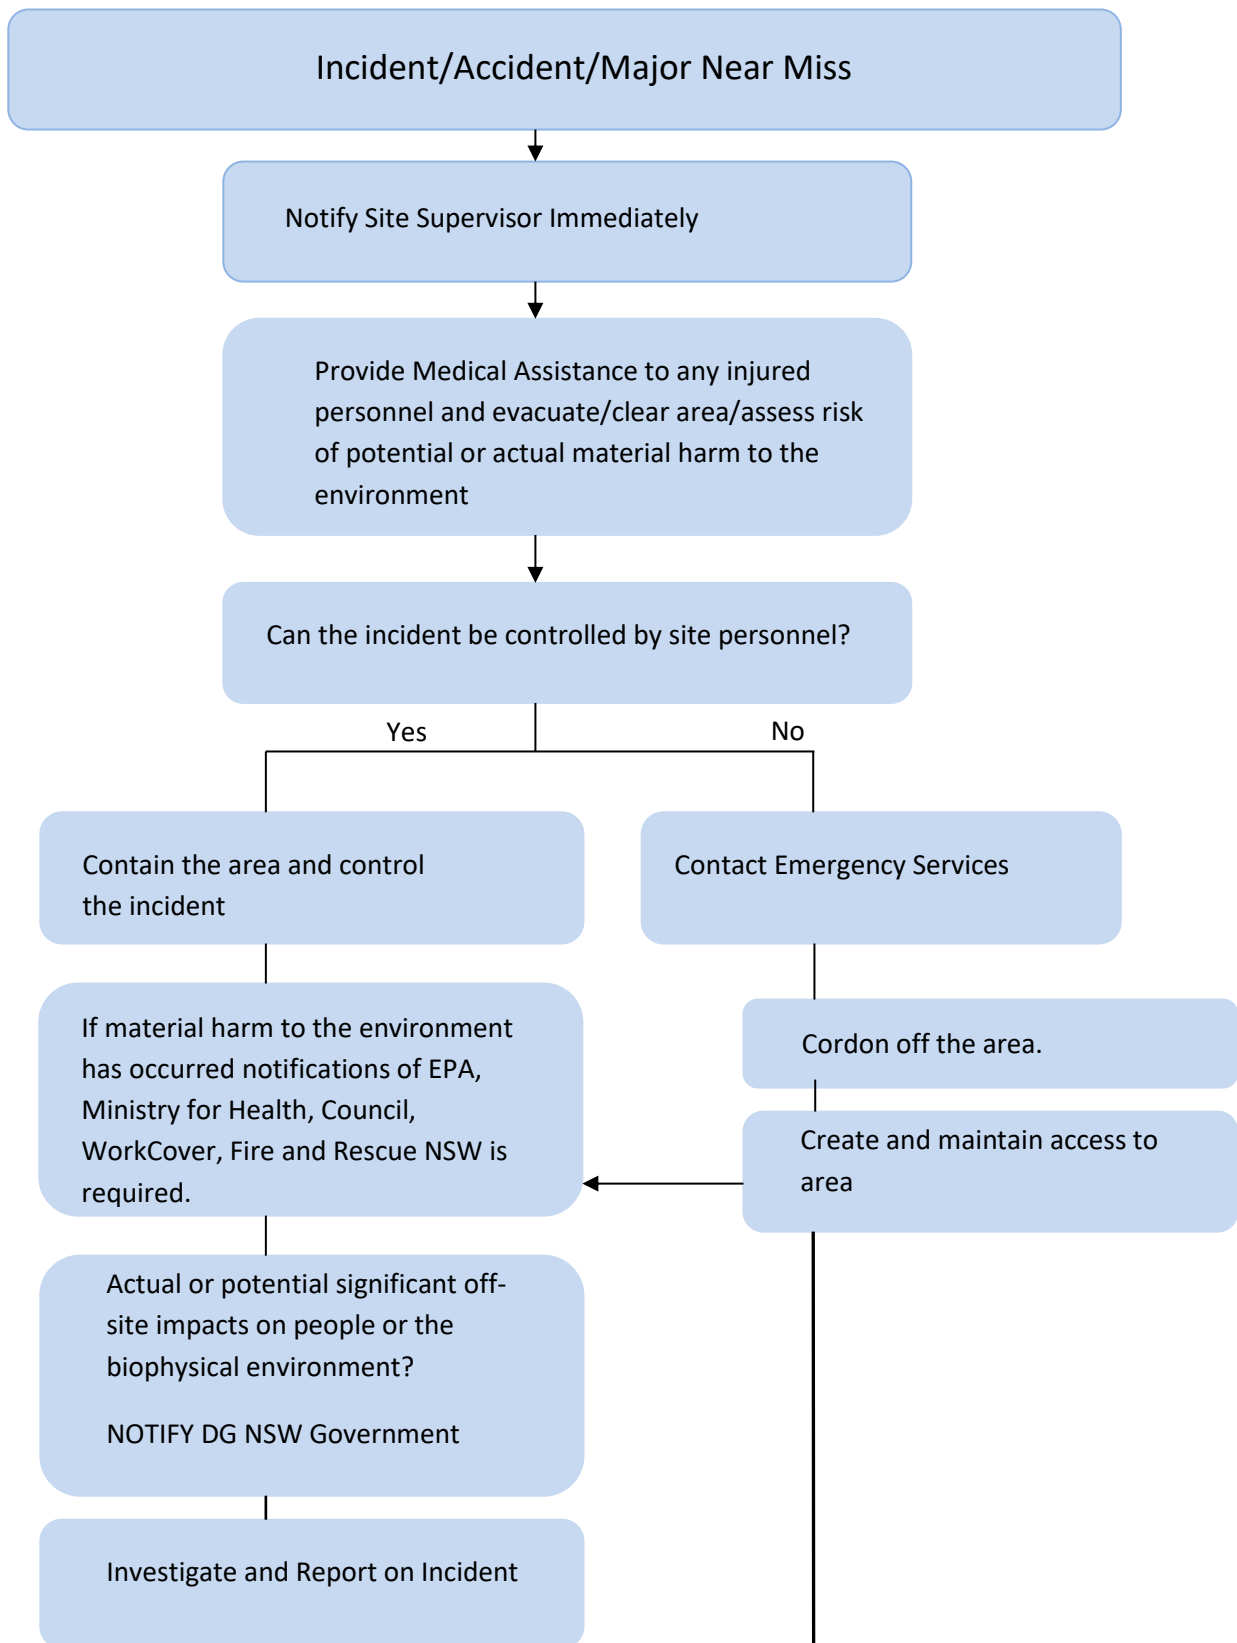 Incident/Accident/Major Near Miss
Notify Site Supervisor Immediately
Provide Medical Assistance to any injured
personnel and evacuate/clear area/assess risk
of potential or actual material harm to the
environment
Can the incident be controlled by site personnel?
Yes
No
Contain the area and control
the incident
Contact Emergency Services
If material harm to the environment
has occurred notifications of EPA,
Ministry for Health, Council,
WorkCover, Fire and Rescue NSW is
required.
Cordon off the area.
Create and maintain access to
area
Actual or potential significant off-
site impacts on people or the
biophysical environment?
NOTIFY DG NSW Government
Investigate and Report on Incident